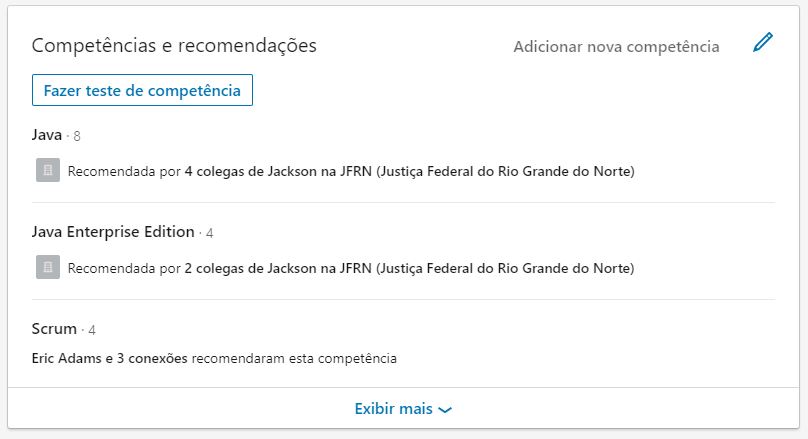 Competências e recomendações
Adicionar nova competência
Fazer teste de competência
Java · 8
Recomendada por 4 colegas de Jackson na JFRN (Justiça Federal do Rio Grande do Norte)
Java Enterprise Edition · 4
Recomendada por 2 colegas de Jackson na JFRN (Justiça Federal do Rio Grande do Norte)
Scrum · 4
Eric Adams e 3 conexões recomendaram esta competência
Exibir mais